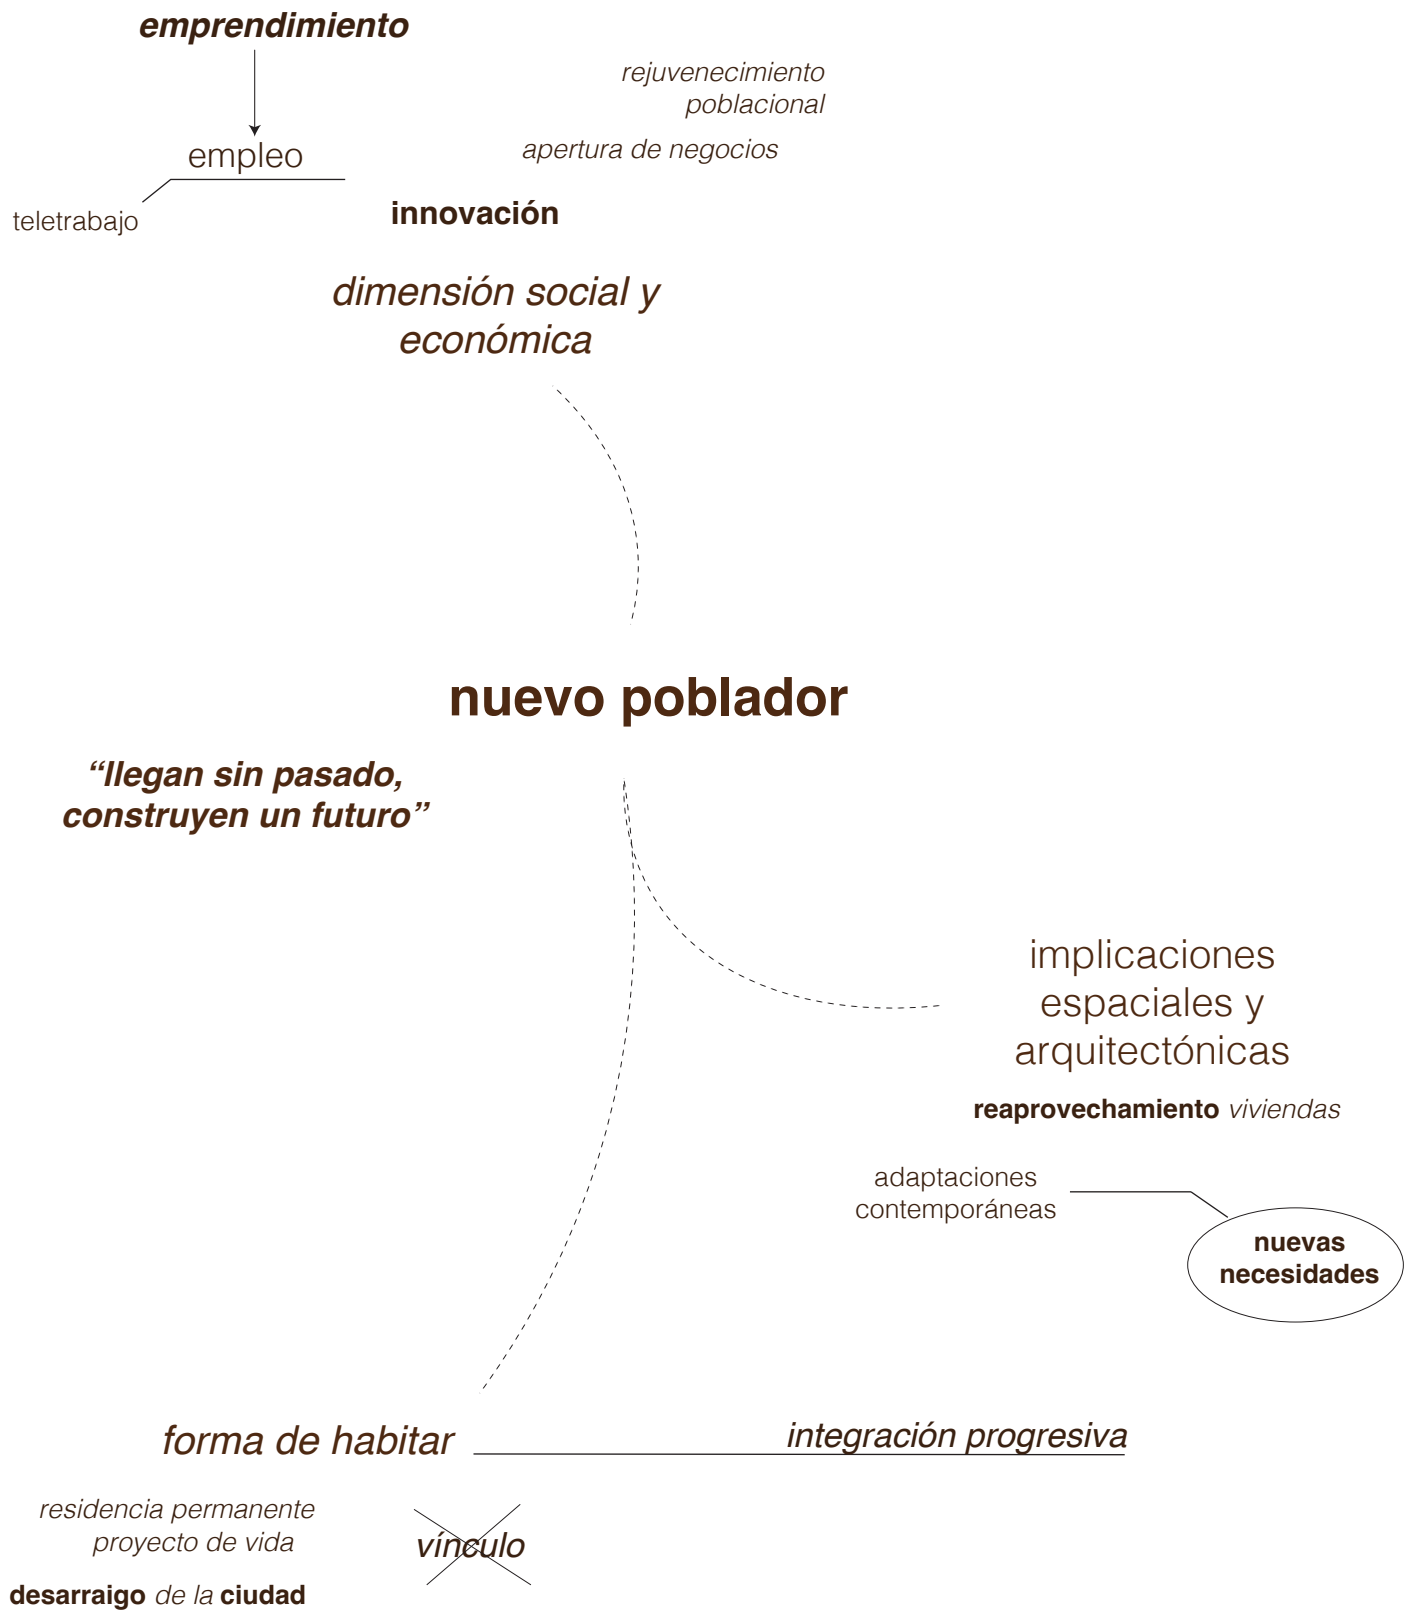 emprendimiento
rejuvenecimiento
poblacional
empleo
apertura de negocios
teletrabajo
innovación
dimensión social y
económica
nuevo poblador
“llegan sin pasado,
construyen un futuro”
implicaciones
espaciales y
arquitectónicas
reaprovechamiento viviendas
adaptaciones
contemporáneas
nuevas
necesidades
forma de habitar
integración progresiva
residencia permanente
proyecto de vida
vínculo
desarraigo de la ciudad